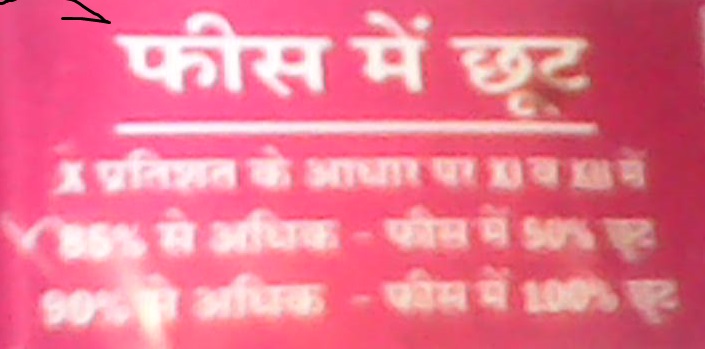 फीस में छूट
X प्रतिशत के आधार पर XI व XII में
85% से अधिक - फीस में 50% छूट
90% से अधिक - फीस में 100% छूट